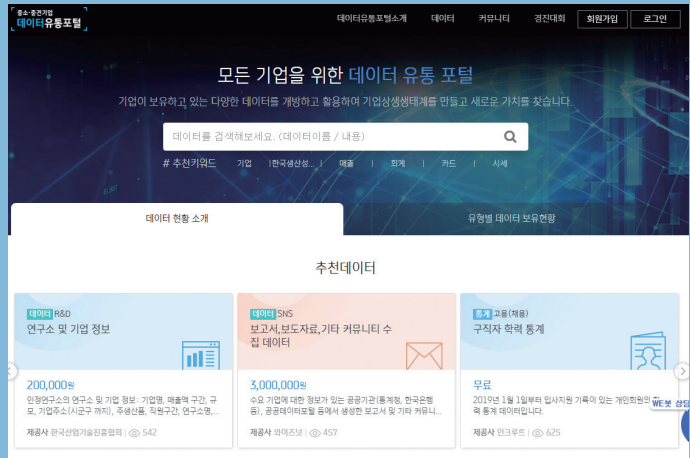 중소·중견기업
데이터유통포털
데이터유통포털소개 데이터 커뮤니티 경진대회 회원가입 로그인
모든 기업을 위한 데이터 유통 포털
기업이 보유하고 있는 다양한 데이터를 개방하고 활용하여 기업상생생태계를 만들고 새로운 가치를 찾습니다.
데이터를 검색해보세요. (데이터이름 / 내용)
# 추천키워드 기업 | 한국생산성... | 매출 | 회계 | 카드 | 시세
데이터 현황 소개 유형별 데이터 보유현황
추천데이터
데이터 R&D
연구소 및 기업 정보
200,000원
인정연구소의 연구소 및 기업 정보: 기업명, 매출액 구간, 규
모, 기업주소(시군구 까지), 주생산품, 직원구간, 연구소명,...
제공사 한국산업기술진흥협회 | 542
데이터 SNS
보고서,보도자료,기타 커뮤니티 수
집 데이터
3,000,000원
수요 기업에 대한 정보가 있는 공공기관(통계청, 한국은행
등), 공공데이터포털 등에서 생성한 보고서 및 기타 커뮤니...
제공사 와이즈넛 | 457
통계 고용(채용)
구직자 학력 통계
무료
2019년 1월 1일부터 입사지원 기록이 있는 개인회원의
력 통계 데이터입니다.
제공사 인크루트 | 625
WE봇 상담